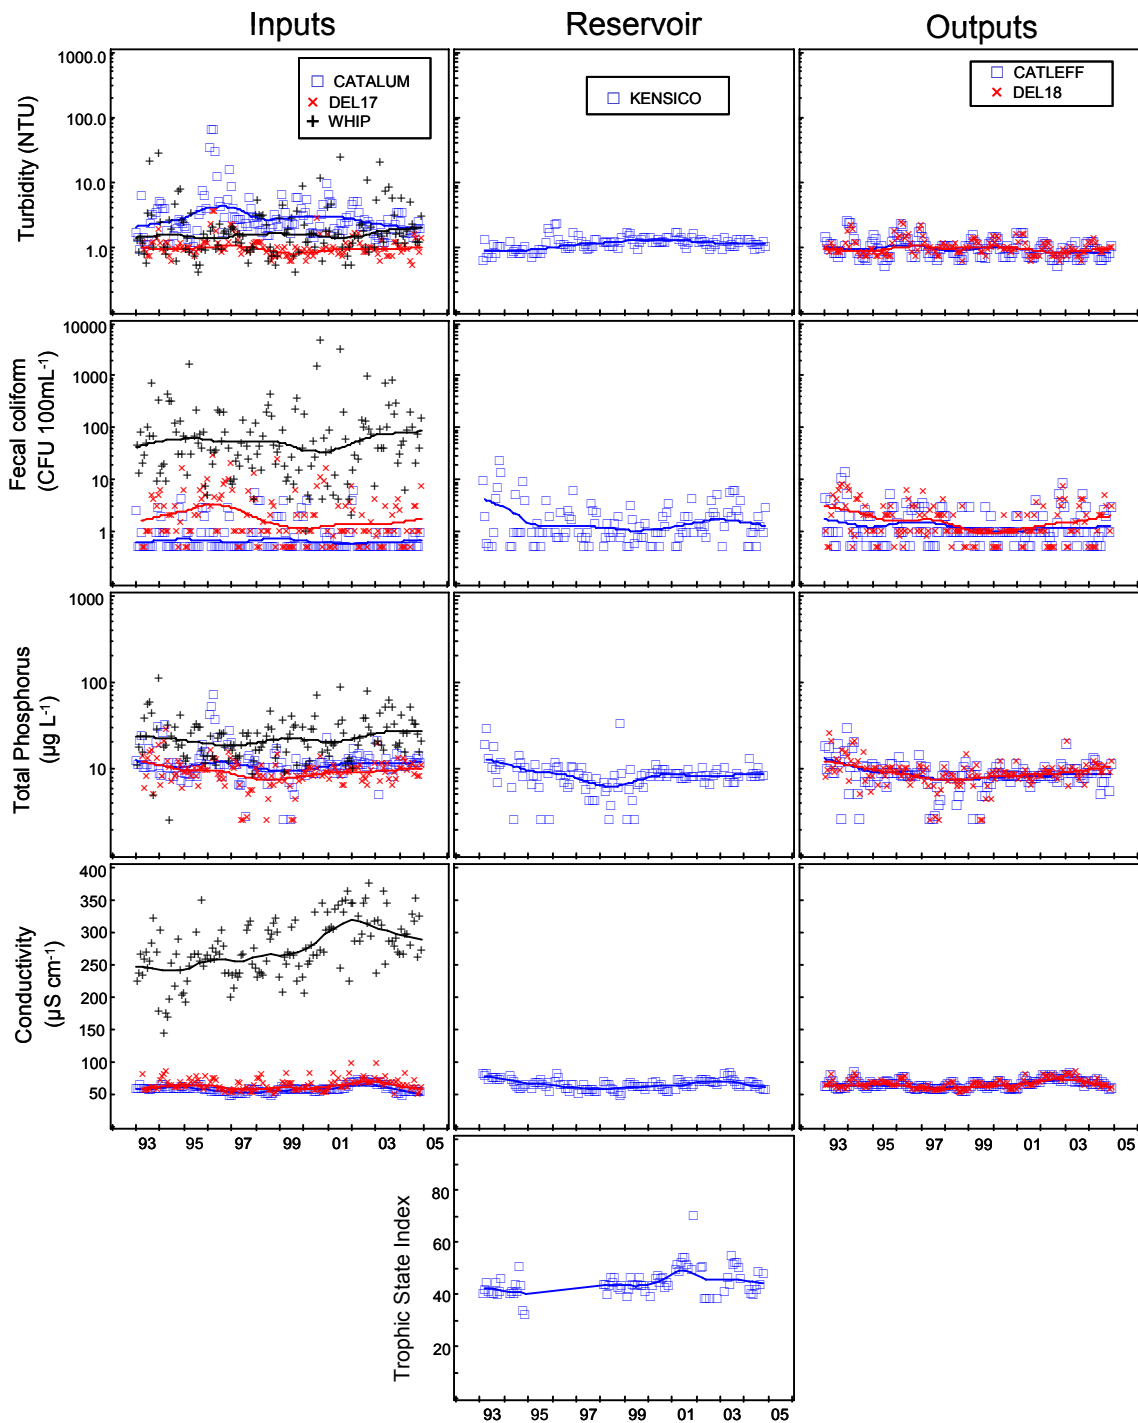 Inputs
Reservoir
Outputs
Turbidity (NTU)
1000.0
100.0
10.0
1.0
CATALUM
DEL17
WHIP
KENSICO
CATLEFF
DEL18
Fecal coliform
(CFU 100mL-1)
10000
1000
100
10
1
Total Phosphorus
(µg L-1)
1000
100
10
Conductivity
(µS cm-1)
400
350
300
250
200
150
100
50
93 95 97 99 01 03 05
93 95 97 99 01 03 05
Trophic State Index
80
60
40
20
93 95 97 99 01 03 05